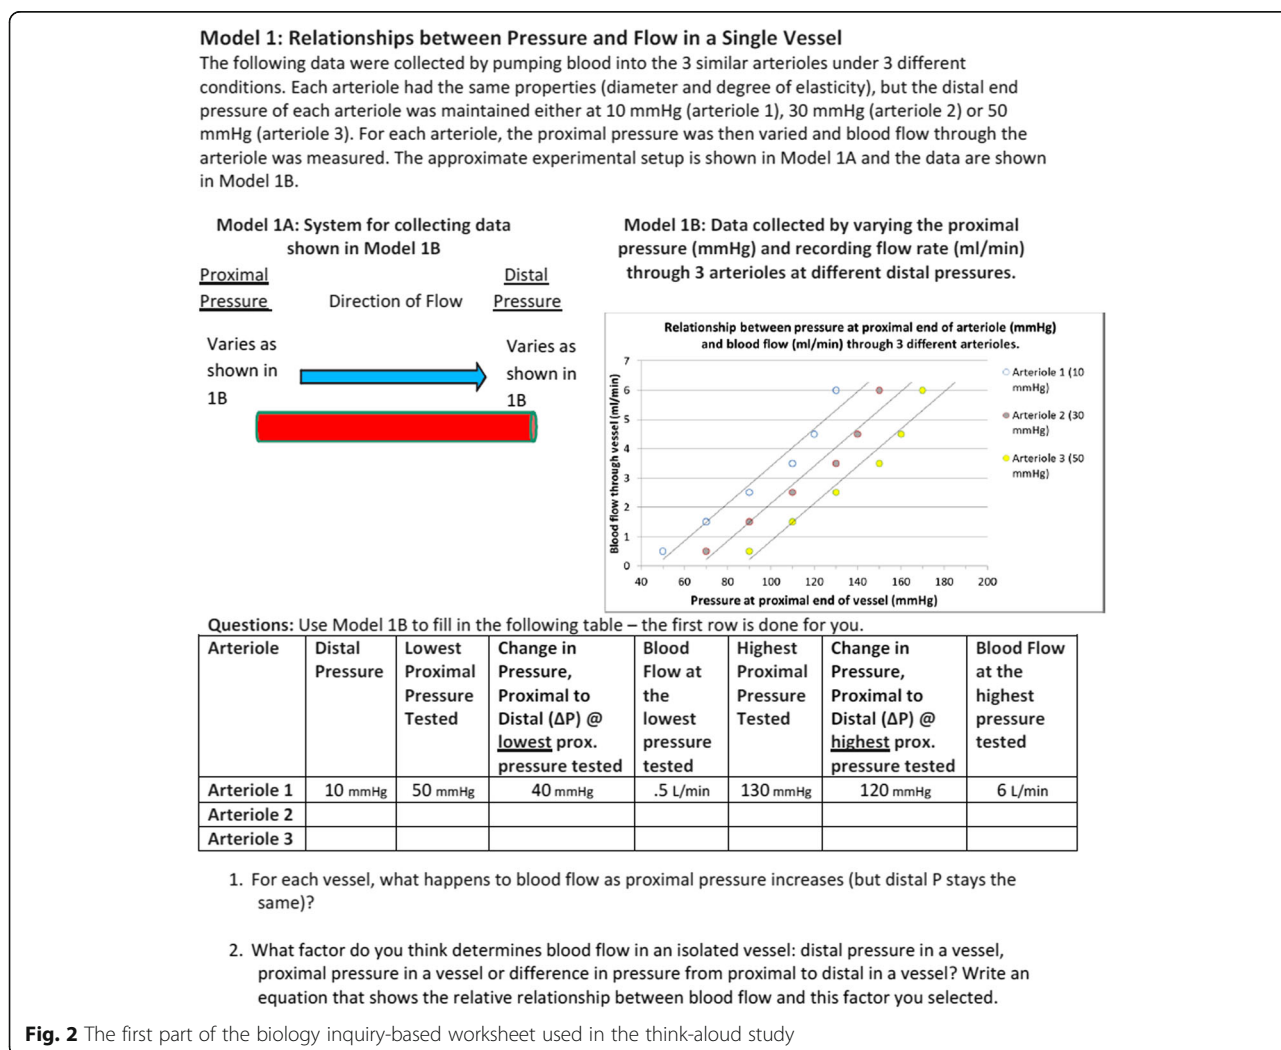 Model 1: Relationships between Pressure and Flow in a Single Vessel
The following data were collected by pumping blood into the 3 similar arterioles under 3 different
conditions. Each arteriole had the same properties (diameter and degree of elasticity), but the distal end
pressure of each arteriole was maintained either at 10 mmHg (arteriole 1), 30 mmHg (arteriole 2) or 50
mmHg (arteriole 3). For each arteriole, the proximal pressure was then varied and blood flow through the
arteriole was measured. The approximate experimental setup is shown in Model 1A and the data are shown
in Model 1B.
Model 1A: System for collecting data
shown in Model 1B
Proximal
Pressure
Direction of Flow
Distal
Pressure
Varies as
shown in
1B
Varies as
shown in
1B
Model 1B: Data collected by varying the proximal
pressure (mmHg) and recording flow rate (ml/min)
through 3 arterioles at different distal pressures.
Relationship between pressure at proximal end of arteriole (mmHg)
and blood flow (ml/min) through 3 different arterioles.
Blood flow through vessel (ml/min)
7
6
5
4
3
2
1
0
40 60 80 100 120 140 160 180 200
Pressure at proximal end of vessel (mmHg)
Arteriole 1 (10
mmHg)
Arteriole 2 (30
mmHg)
Arteriole 3 (50
mmHg)
Questions: Use Model 1B to fill in the following table – the first row is done for you.
Arteriole
Distal
Pressure
Lowest
Proximal
Pressure
Tested
Change in
Pressure,
Proximal to
Distal (ΔP) @
lowest prox.
pressure tested
Blood
Flow at
the
lowest
pressure
tested
Highest
Proximal
Pressure
Tested
Change in
Pressure,
Proximal to
Distal (ΔP) @
highest prox.
pressure tested
Blood Flow
at the
highest
pressure
tested
Arteriole 1 10 mmHg 50 mmHg 40 mmHg .5 L/min 130 mmHg 120 mmHg 6 L/min
Arteriole 2
Arteriole 3
1. For each vessel, what happens to blood flow as proximal pressure increases (but distal P stays the
same)?
2. What factor do you think determines blood flow in an isolated vessel: distal pressure in a vessel,
proximal pressure in a vessel or difference in pressure from proximal to distal in a vessel? Write an
equation that shows the relative relationship between blood flow and this factor you selected.
Fig. 2 The first part of the biology inquiry-based worksheet used in the think-aloud study